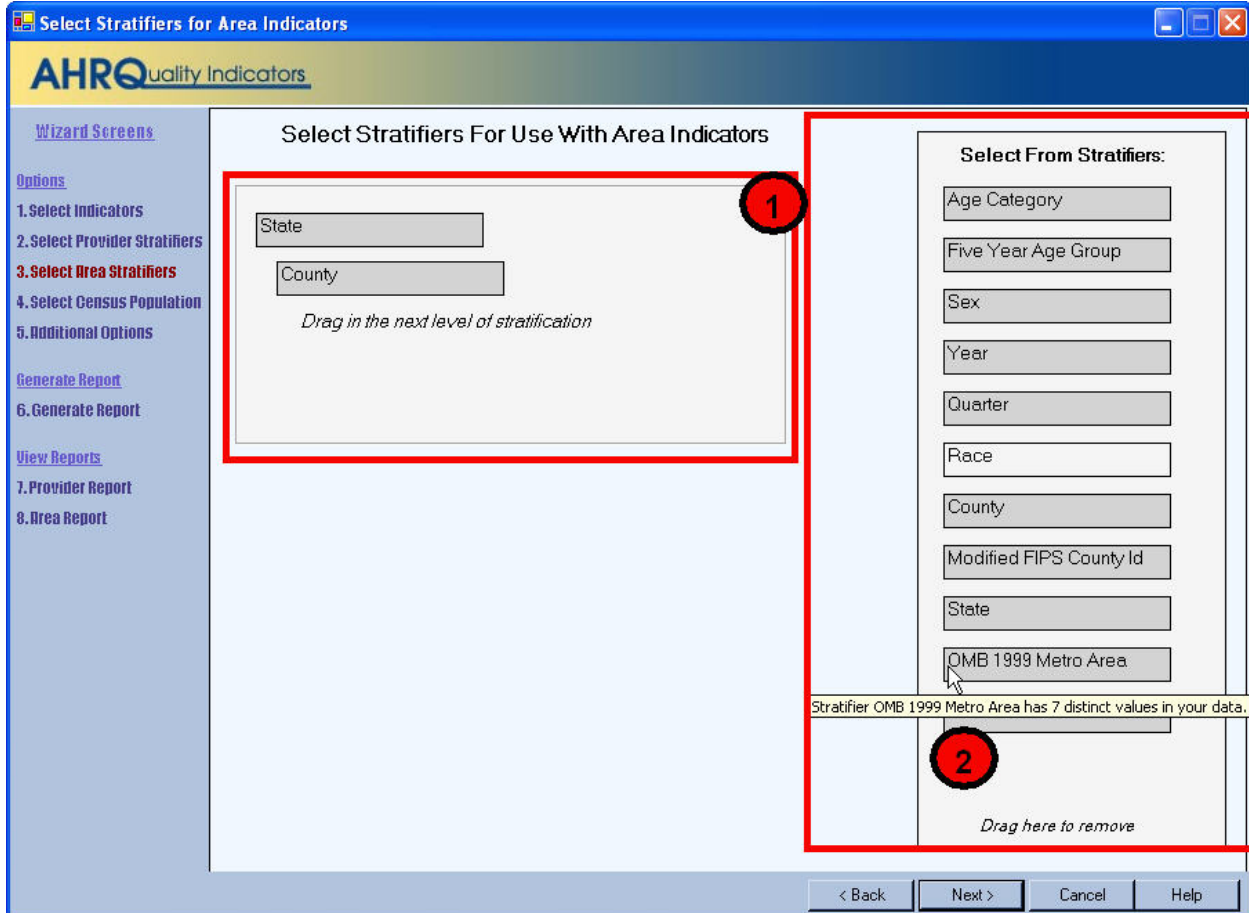 Select Stratifiers for Area Indicators
AHRQuality Indicators
Wizard Screens
Options
1.Select Indicators
2.Select Provider Stratifiers
3.Select Area Stratifiers
4.Select Census Population
5.Additional Options
Generate Report
6.Generate Report
View Reports
7.Provider Report
8.Area Report
Select Stratifiers For Use With Area Indicators
1
State
County
Drag in the next level of stratification
Select From Stratifiers:
Age Category
Five Year Age Group
Sex
Year
Quarter
Race
County
Modified FIPS County Id
State
OMB 1999 Metro Area
Stratifier OMB 1999 Metro Area has 7 distinct values in your data.
2
Drag here to remove
< Back
Next >
Cancel
Help